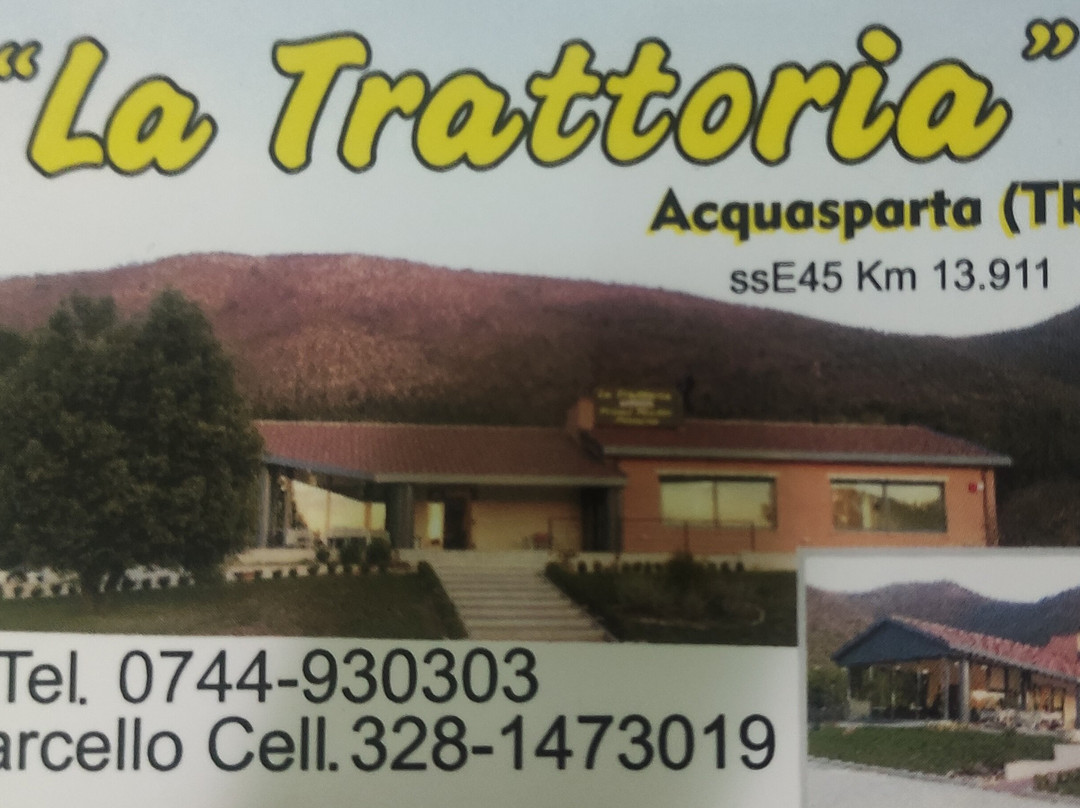 “La Trattoria”
Acquasparta (TR
ssE45 Km 13.911
Tel. 0744-930303
arcello Cell. 328-1473019